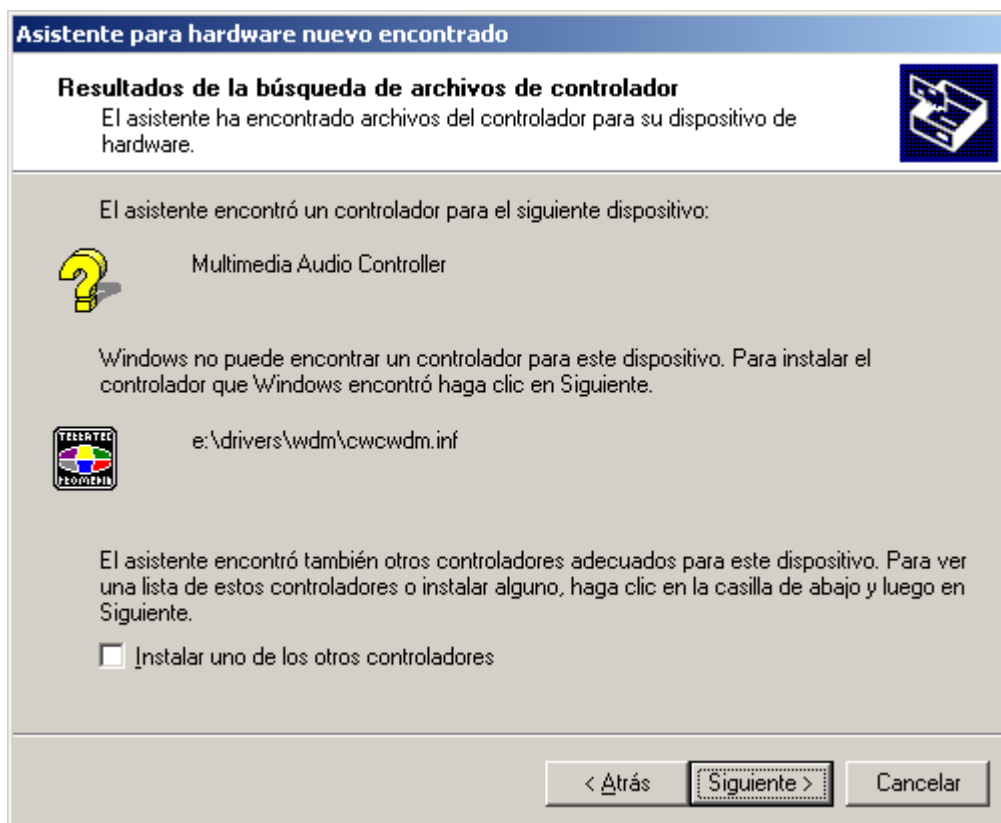 Asistente para hardware nuevo encontrado
Resultados de la búsqueda de archivos de controlador
El asistente ha encontrado archivos del controlador para su dispositivo de
hardware.
El asistente encontró un controlador para el siguiente dispositivo:
Multimedia Audio Controller
Windows no puede encontrar un controlador para este dispositivo. Para instalar el
controlador que Windows encontró haga clic en Siguiente.
TERRATEC
PROMEDIA
e:\drivers\wdm\cwcwdm.inf
El asistente encontró también otros controladores adecuados para este dispositivo. Para ver
una lista de estos controladores o instalar alguno, haga clic en la casilla de abajo y luego en
Siguiente.
Instalar uno de los otros controladores
< Atrás
Siguiente >
Cancelar